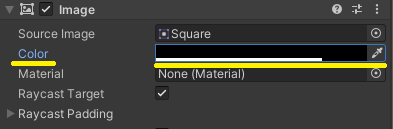 Image
Source Image Square
Color
Material None (Material)
Raycast Target
Raycast Padding